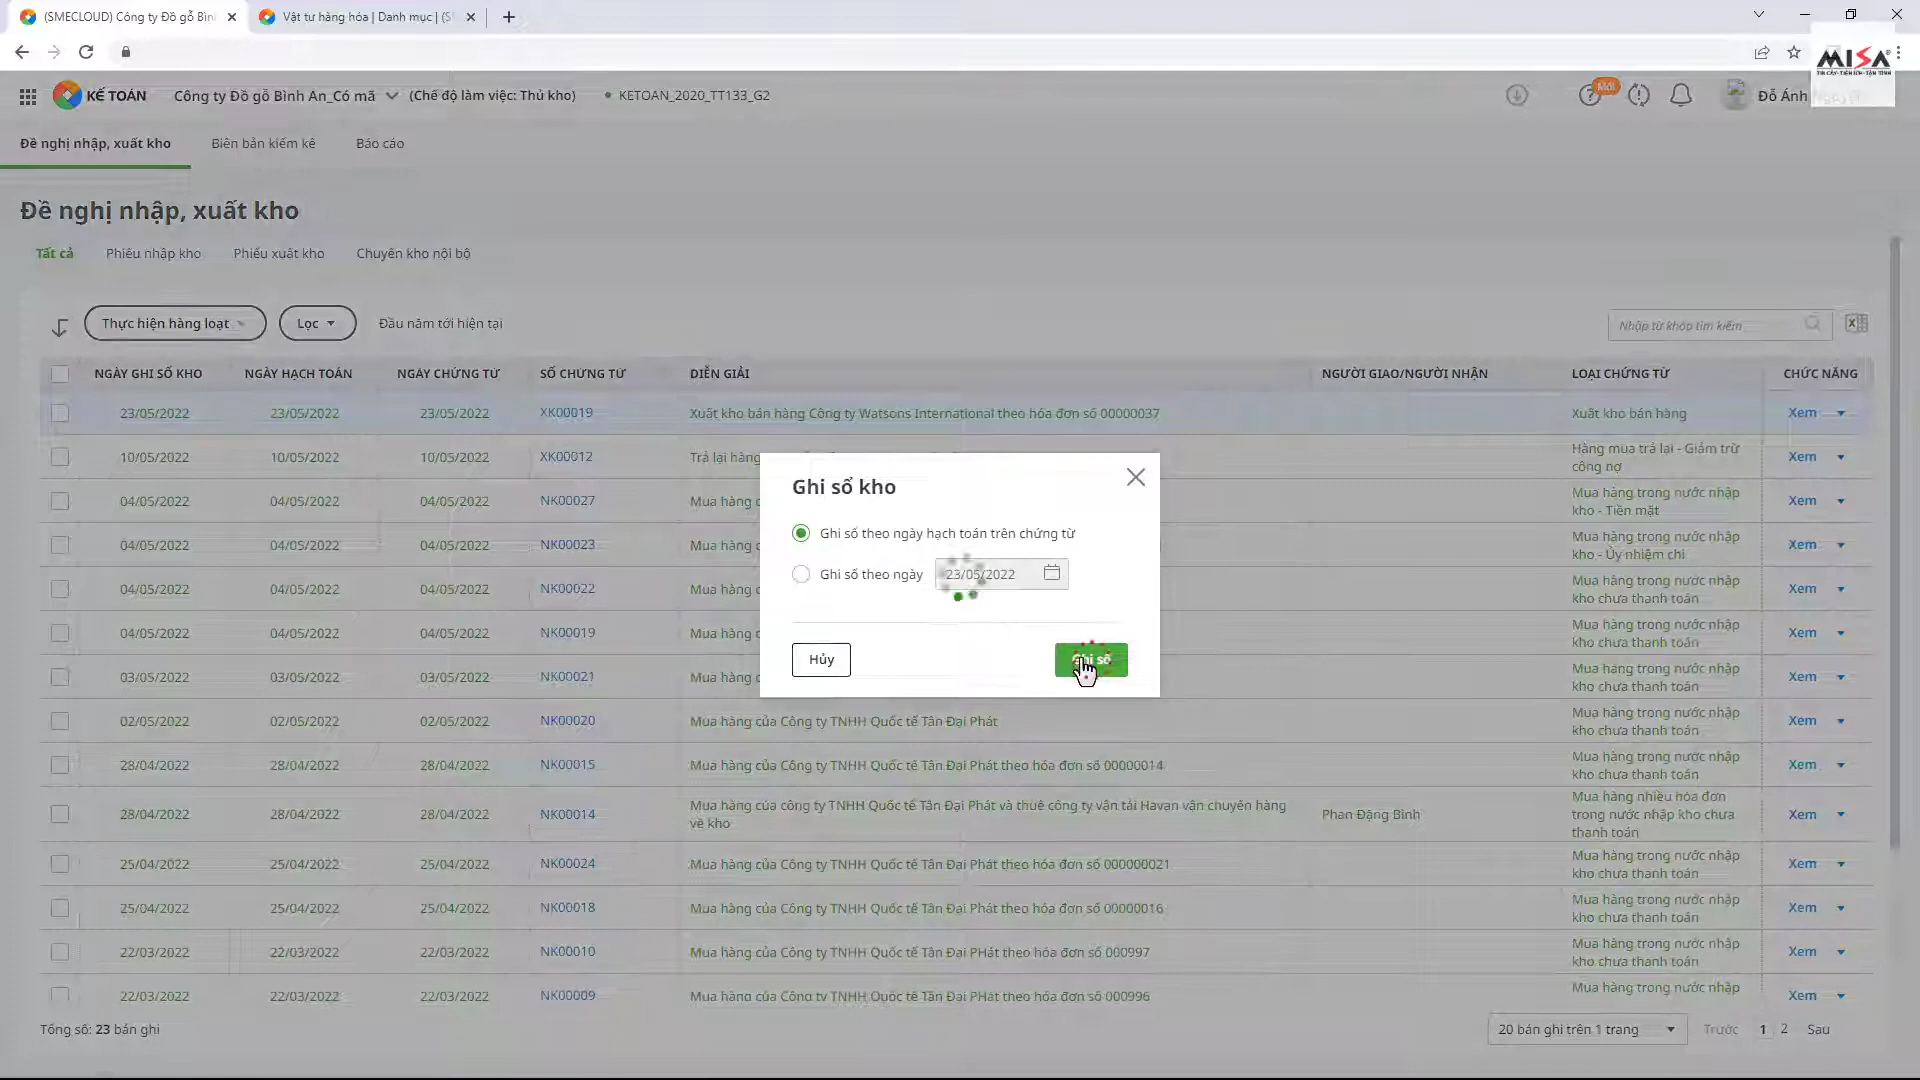 (SMECLOUD) Công ty Đồ gỗ Bìn
Vật tư hàng hóa | Danh mục | (S
MISA
TIN CẬY - TIỆN ÍCH - TẬN TÌNH
KẾ TOÁN
Công ty Đồ gỗ Bình An_Có mã
(Chế độ làm việc: Thủ kho)
KETOAN_2020_TT133_G2
Mới
Đỗ Ánh
Đề nghị nhập, xuất kho
Biên bản kiểm kê
Báo cáo
Đề nghị nhập, xuất kho
Tất cả
Phiếu nhập kho
Phiếu xuất kho
Chuyển kho nội bộ
Thực hiện hàng loạt
Lọc
Đầu năm tới hiện tại
Nhập từ khóa tìm kiếm
NGÀY GHI SỔ KHO NGÀY HẠCH TOÁN NGÀY CHỨNG TỪ SỐ CHỨNG TỪ DIỄN GIẢI NGƯỜI GIAO/NGƯỜI NHẬN LOẠI CHỨNG TỪ CHỨC NĂNG
23/05/2022 23/05/2022 23/05/2022 XK00019 Xuất kho bán hàng Công ty Watsons International theo hóa đơn số 00000037 Xuất kho bán hàng Xem
10/05/2022 10/05/2022 10/05/2022 XK00012 Trả lại hàng Hàng mua trả lại - Giảm trừ
công nợ Xem
04/05/2022 04/05/2022 04/05/2022 NK00027 Mua hàng Mua hàng trong nước nhập
kho - Tiền mặt Xem
04/05/2022 04/05/2022 04/05/2022 NK00023 Mua hàng Mua hàng trong nước nhập
kho - Ủy nhiệm chi Xem
04/05/2022 04/05/2022 04/05/2022 NK00022 Mua hàng Mua hàng trong nước nhập
kho chưa thanh toán Xem
04/05/2022 04/05/2022 04/05/2022 NK00019 Mua hàng Mua hàng trong nước nhập
kho chưa thanh toán Xem
03/05/2022 03/05/2022 03/05/2022 NK00021 Mua hàng Mua hàng trong nước nhập
kho chưa thanh toán Xem
02/05/2022 02/05/2022 02/05/2022 NK00020 Mua hàng của Công ty TNHH Quốc tế Tân Đại Phát Mua hàng trong nước nhập
kho chưa thanh toán Xem
28/04/2022 28/04/2022 28/04/2022 NK00015 Mua hàng của Công ty TNHH Quốc tế Tân Đại Phát theo hóa đơn số 00000014 Mua hàng trong nước nhập
kho chưa thanh toán Xem
28/04/2022 28/04/2022 28/04/2022 NK00014 Mua hàng của công ty TNHH Quốc tế Tân Đại Phát và thuê công ty vận tải Havan vận chuyển hàng
về kho Phan Đặng Bình Mua hàng nhiều hóa đơn
trong nước nhập kho chưa
thanh toán Xem
25/04/2022 25/04/2022 25/04/2022 NK00024 Mua hàng của Công ty TNHH Quốc tế Tân Đại Phát theo hóa đơn số 000000021 Mua hàng trong nước nhập
kho chưa thanh toán Xem
25/04/2022 25/04/2022 25/04/2022 NK00018 Mua hàng của Công ty TNHH Quốc tế Tân Đại Phát theo hóa đơn số 00000016 Mua hàng trong nước nhập
kho chưa thanh toán Xem
22/03/2022 22/03/2022 22/03/2022 NK00010 Mua hàng của Công ty TNHH Quốc tế Tân Đại PHát theo hóa đơn số 000997 Mua hàng trong nước nhập
kho chưa thanh toán Xem
22/03/2022 22/03/2022 22/03/2022 NK00009 Mua hàng của Công ty TNHH Quốc tế Tân Đại PHát theo hóa đơn số 000996 Mua hàng trong nước nhập Xem
Ghi sổ kho
Ghi sổ theo ngày hạch toán trên chứng từ
Ghi sổ theo ngày
23/05/2022
Hủy
Ghi sổ
Tổng số: 23 bản ghi
20 bản ghi trên 1 trang
Trước 1 2 Sau